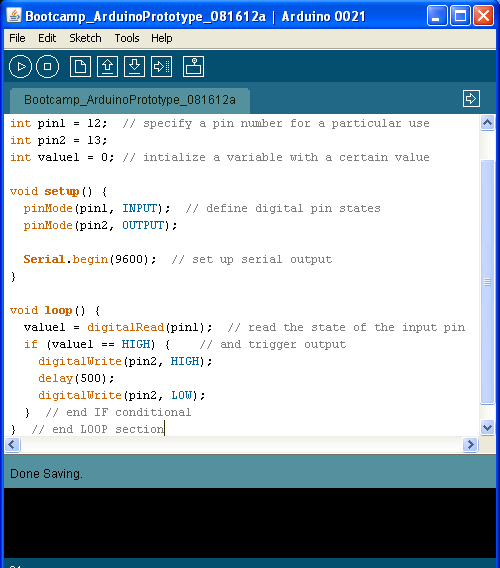 Bootcamp_ArduinoPrototype_081612a | Arduino 0021
File Edit Sketch Tools Help
Bootcamp_ArduinoPrototype_081612a
int pin1 = 12;  // specify a pin number for a particular use
int pin2 = 13;
int value1 = 0; // intialize a variable with a certain value
void setup() {
pinMode(pin1, INPUT);  // define digital pin states
pinMode(pin2, OUTPUT);
Serial.begin(9600);  // set up serial output
}
void loop() {
value1 = digitalRead(pin1);  // read the state of the input pin
if (value1 == HIGH) {    // and trigger output
digitalWrite(pin2, HIGH);
delay(500);
digitalWrite(pin2, LOW);
}  // end IF conditional
}  // end LOOP section
Done Saving.